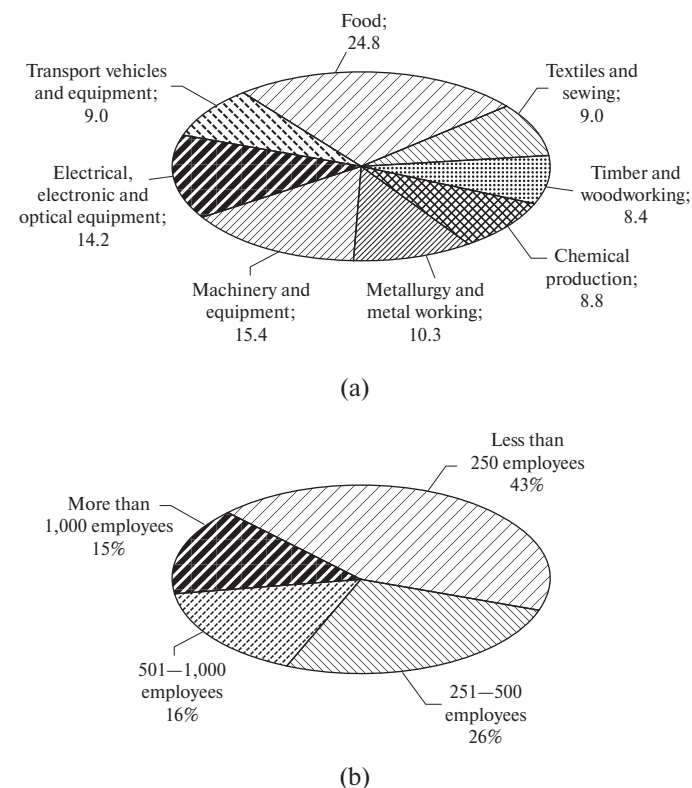 Food;
24.8
Transport vehicles
and equipment;
9.0
Textiles and
sewing;
9.0
Electrical,
electronic and
optical equipment;
14.2
Timber and
woodworking;
8.4
Chemical
production;
8.8
Machinery and
equipment;
15.4
Metallurgy and
metal working;
10.3
(a)
Less than
250 employees
43%
More than
1,000 employees
15%
501—1,000
employees
16%
251—500
employees
26%
(b)